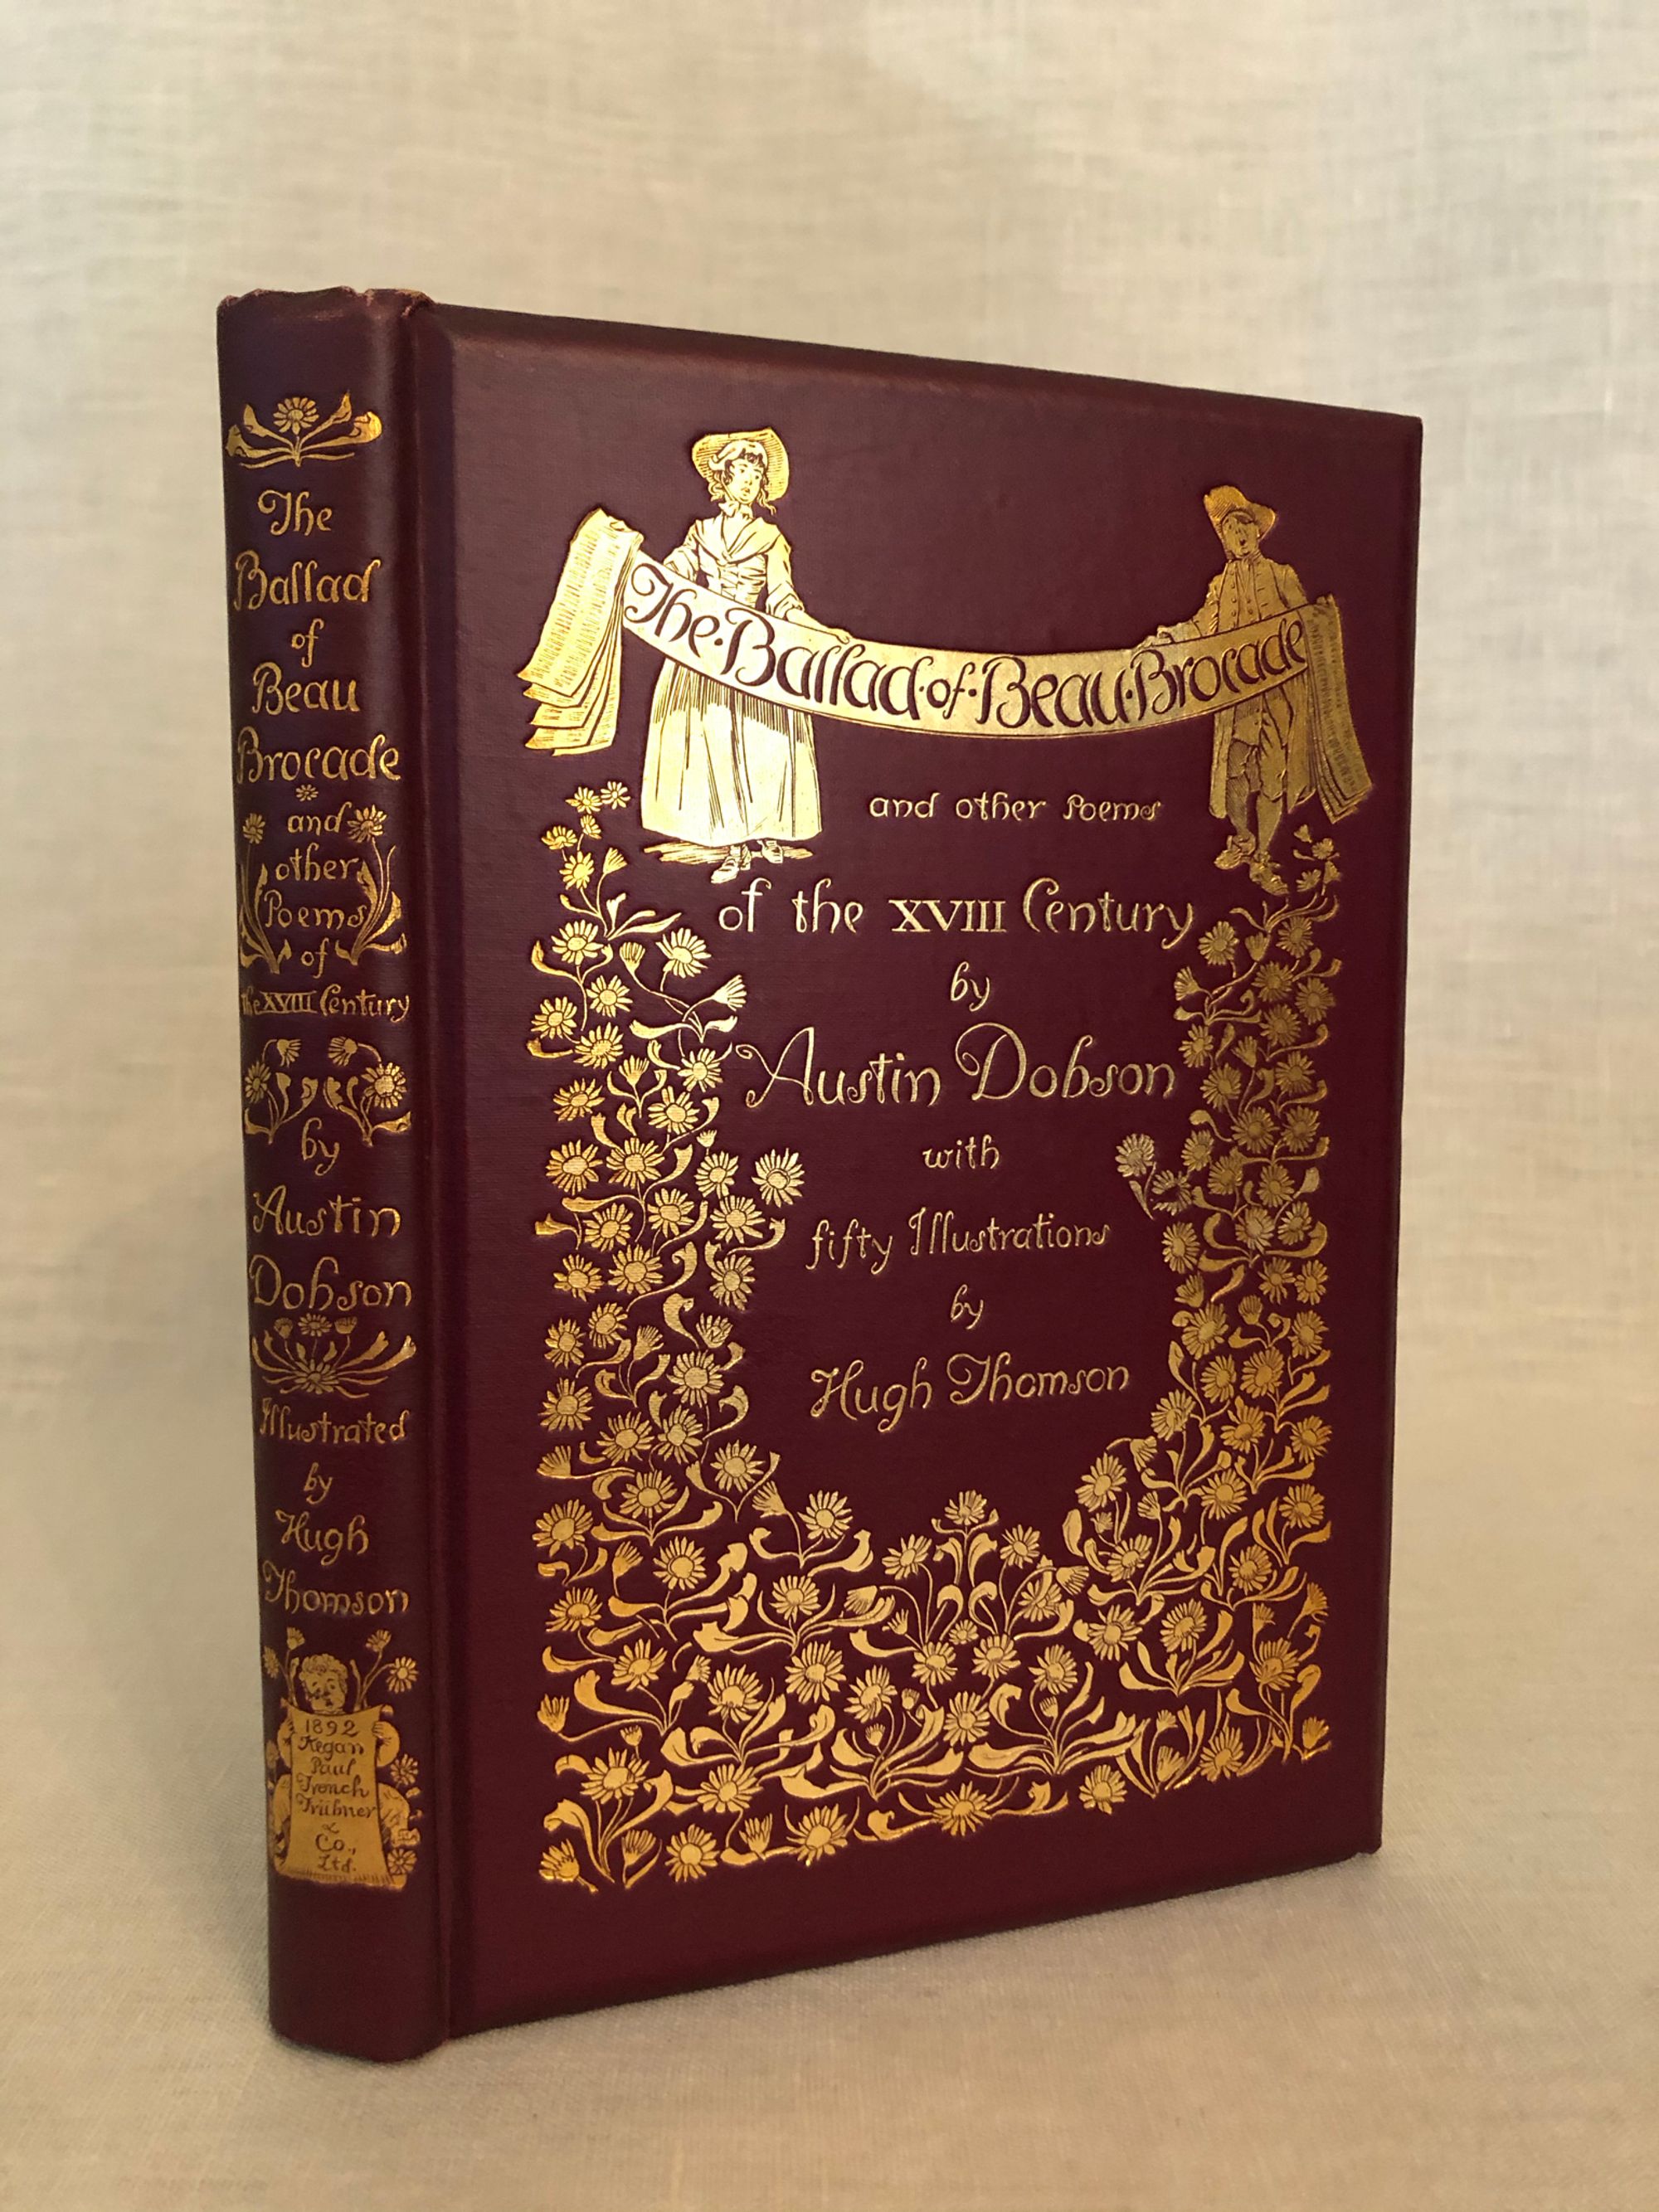 The
Ballad
of
Beau
Brocade
and
other
Poems
of
the XVIII Century
by
Austin
Dobson
Illustrated
by
Hugh
Thomson
1892
Kegan
Paul
Trench
Trübner
&
Co.,
Ltd.
The·Ballad·of·Beau·Brocade
and other Poems
of the XVIII Century
by
Austin Dobson
with
fifty Illustrations
by
Hugh Thomson